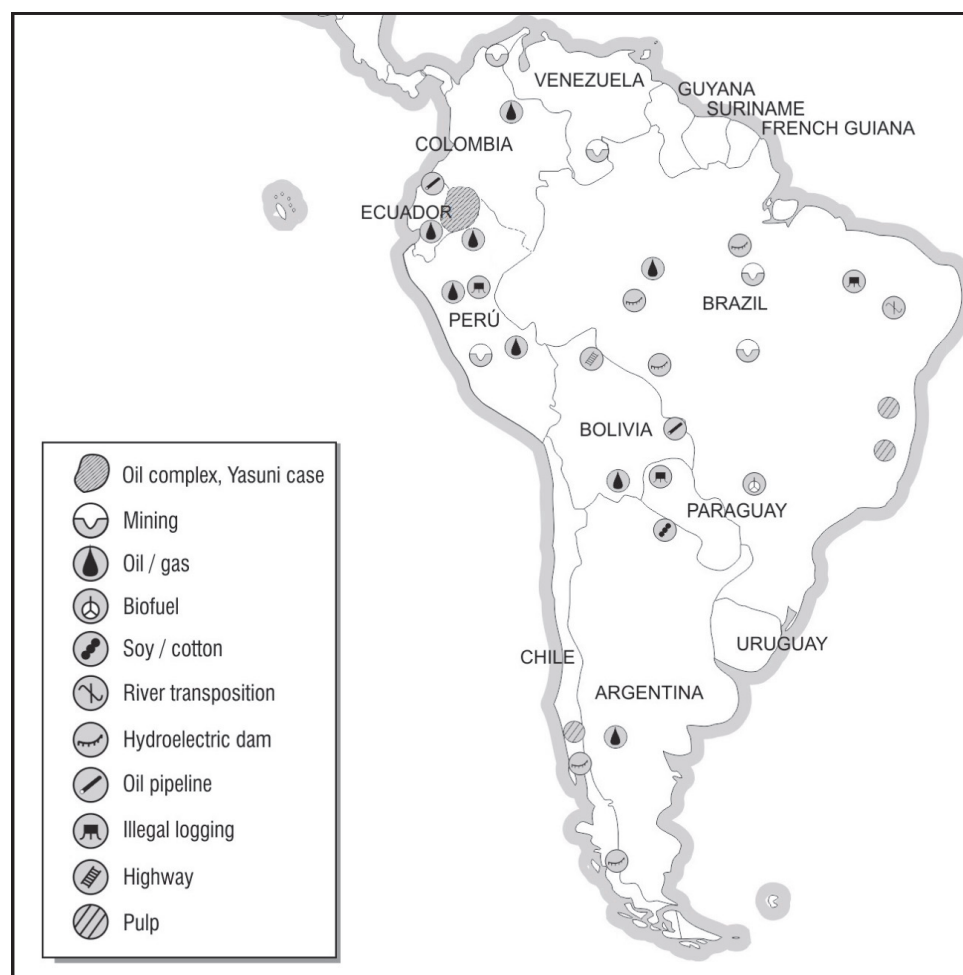 VENEZUELA
GUYANA
SURINAME
FRENCH GUIANA
COLOMBIA
ECUADOR
BRAZIL
PERÚ
BOLIVIA
PARAGUAY
URUGUAY
CHILE
ARGENTINA
Oil complex, Yasuni case
Mining
Oil / gas
Biofuel
Soy / cotton
River transposition
Hydroelectric dam
Oil pipeline
Illegal logging
Highway
Pulp